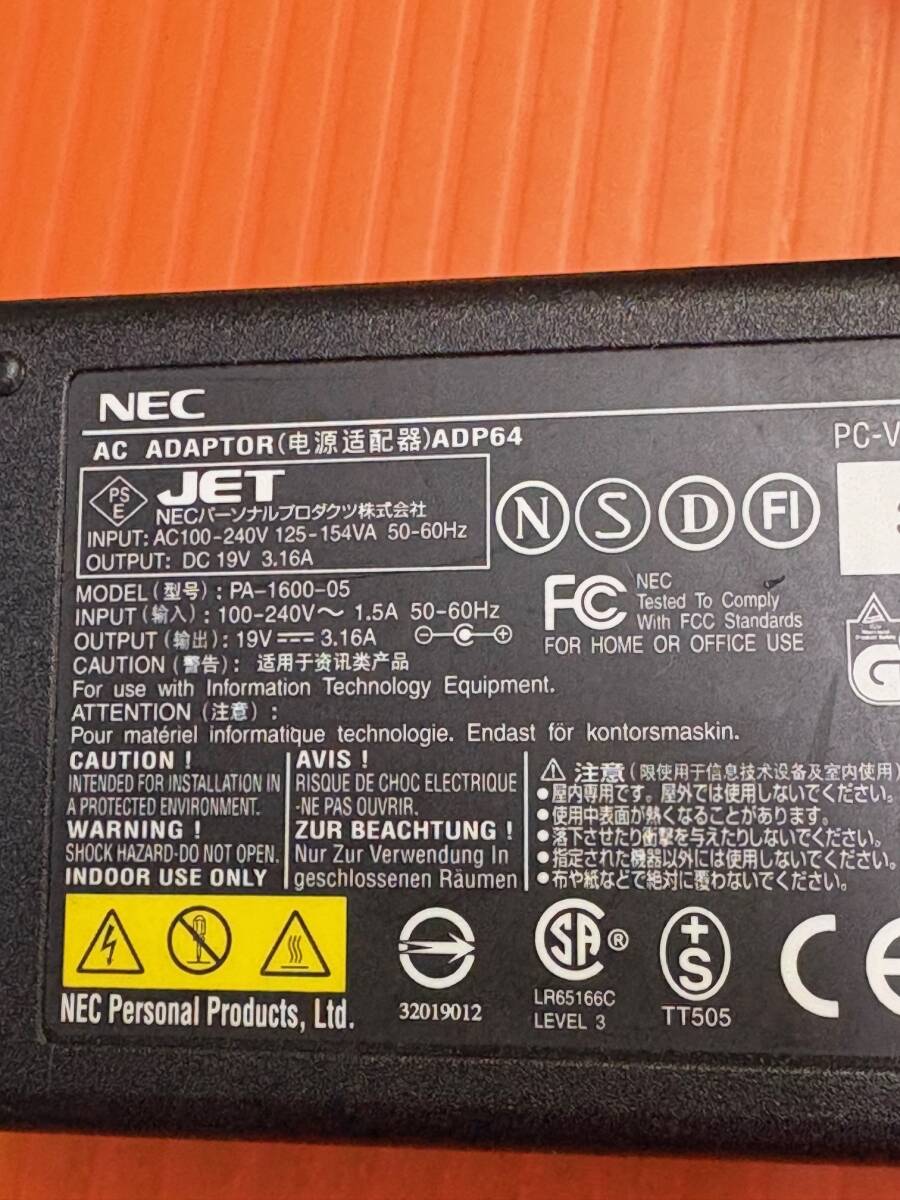 NEC
AC ADAPTOR(电源适配器)ADP64
PC-V
PS
E
JET
NECパーソナルプロダクツ株式会社
INPUT: AC100-240V 125-154VA 50-60Hz
OUTPUT: DC 19V 3.16A
N S D FI
MODEL (型号) : PA-1600-05
INPUT (输入) : 100-240V～ 1.5A 50-60Hz
OUTPUT (输出) : 19V⎓ 3.16A
FC
NEC
Tested To Comply
With FCC Standards
FOR HOME OR OFFICE USE
CAUTION (警告) : 适用于资讯类产品
For use with Information Technology Equipment.
ATTENTION (注意) :
Pour matériel informatique technologie. Endast för kontorsmaskin.
CAUTION !
INTENDED FOR INSTALLATION IN
A PROTECTED ENVIRONMENT.
WARNING !
SHOCK HAZARD-DO NOT OPEN.
INDOOR USE ONLY
AVIS !
RISQUE DE CHOC ELECTRIQUE
-NE PAS OUVRIR.
ZUR BEACHTUNG !
Nur Zur Verwendung In
geschlossenen Räumen
⚠ 注意 (限使用于信息技术设备及室内使用)
●屋内専用です。屋外では使用しないでください。
●使用中表面が熱くなることがあります。
●落下させたり衝撃を与えたりしないでください。
●指定された機器以外には使用しないでください。
●布や紙などで絶対に覆わないでください。
NEC Personal Products, Ltd.
32019012
SA ®
LR65166C
LEVEL 3
+S
TT505
CE